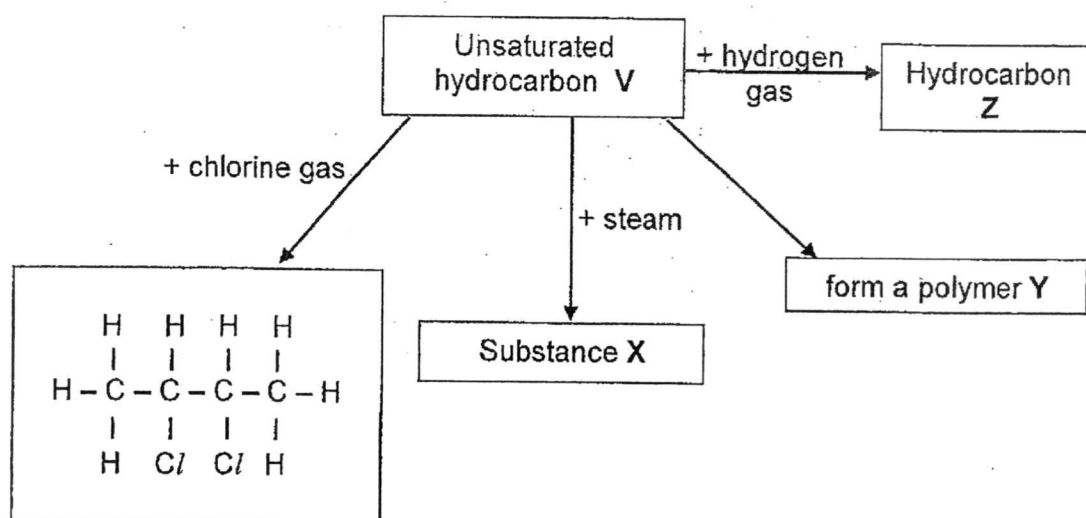 Unsaturated
hydrocarbon V
+ hydrogen
gas
Hydrocarbon
Z
+ chlorine gas
+ steam
form a polymer Y
Substance X
H H H H
| | | |
H – C – C – C – C – H
| | | |
H Cl Cl H